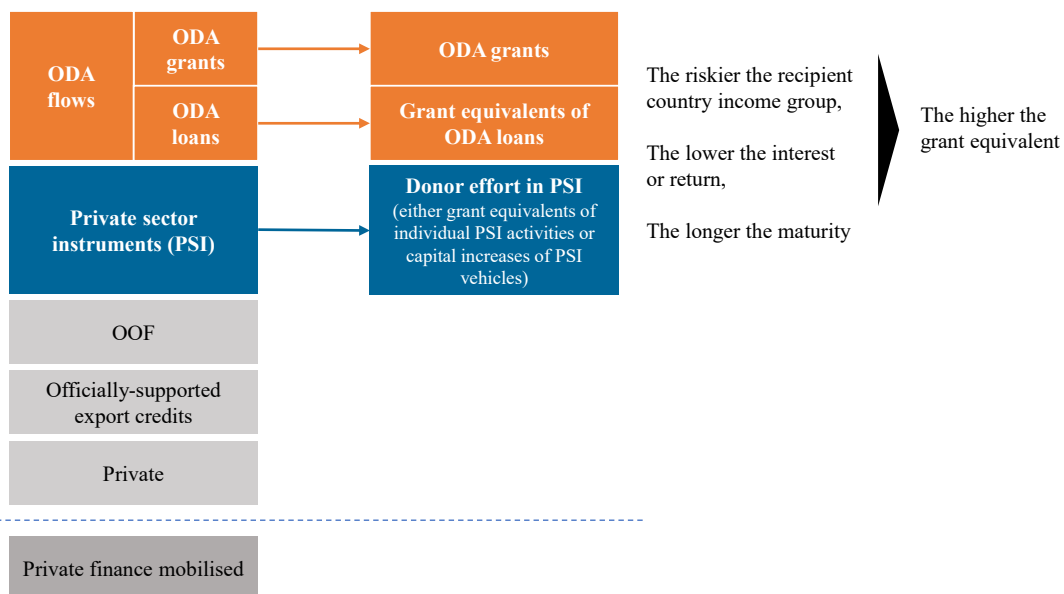 ODA
flows
ODA
grants
ODA
loans
ODA grants
Grant equivalents of
ODA loans
Private sector
instruments (PSI)
Donor effort in PSI
(either grant equivalents of
individual PSI activities or
capital increases of PSI
vehicles)
The riskier the recipient
country income group,
The lower the interest
or return,
The longer the maturity
The higher the
grant equivalent
OOF
Officially-supported
export credits
Private
Private finance mobilised